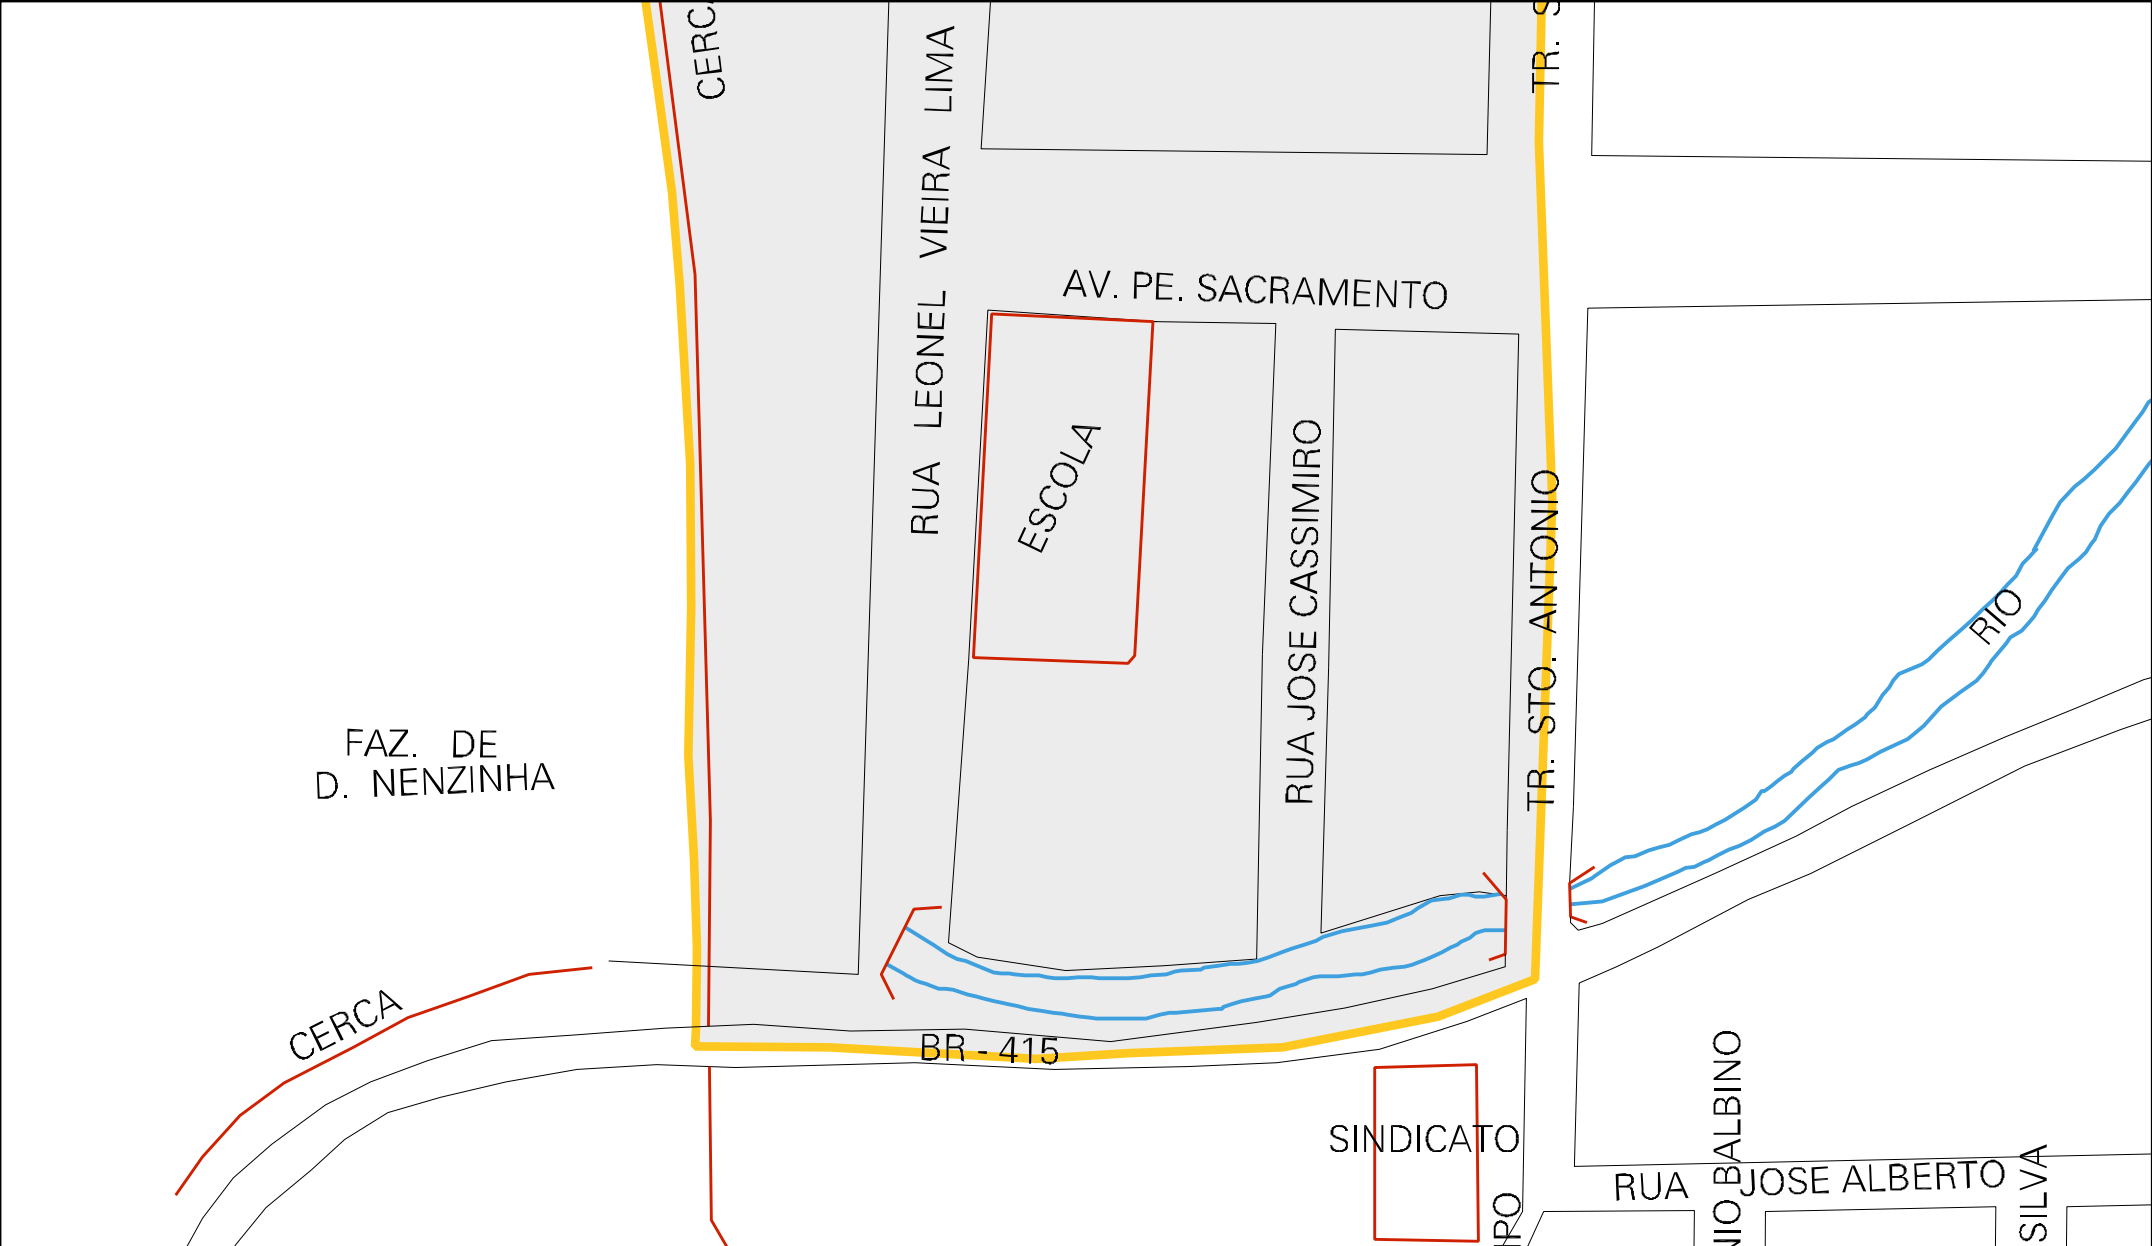 RUA LEONEL VIEIRA LIMA
AV. PE. SACRAMENTO
ESCOLA
RUA JOSE CASSIMIRO
TR. STO. ANTONIO
RIO
FAZ. DE
D. NENZINHA
CERCA
BR - 415
SINDICATO
RUA JOSE ALBERTO
BALBINO
SILVA
TR.